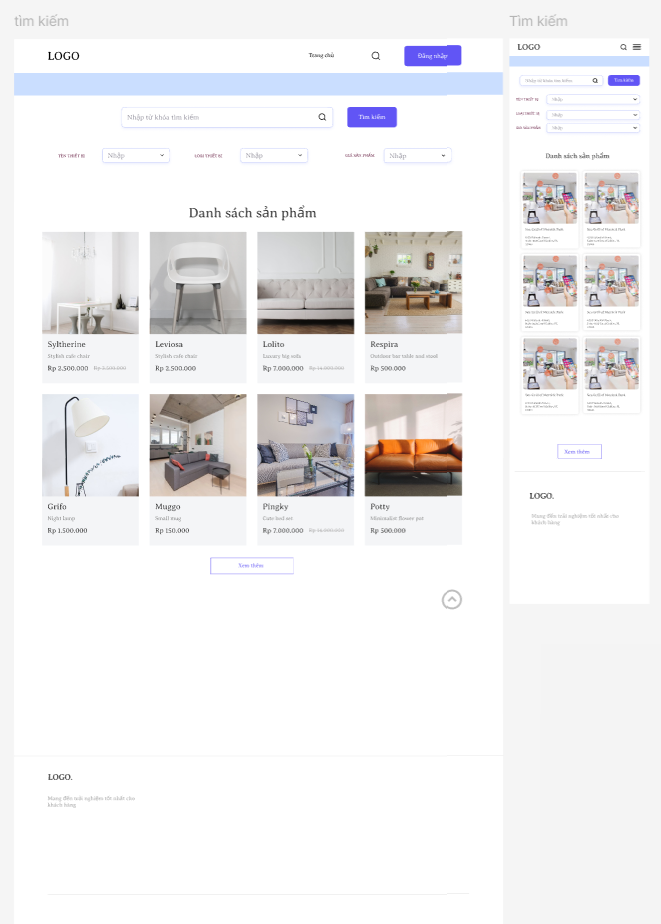 tìm kiếm
LOGO
Trang chủ
Đăng nhập
Nhập từ khóa tìm kiếm
Tìm kiếm
TÊN THIẾT BỊ
Nhập
LOẠI THIẾT BỊ
Nhập
GIÁ SẢN PHẨM
Nhập
Danh sách sản phẩm
Syltherine
Stylish cafe chair
Rp 2.500.000 Rp 3.500.000
Leviosa
Stylish cafe chair
Rp 2.500.000
Lolito
Luxury big sofa
Rp 7.000.000 Rp 14.000.000
Respira
Outdoor bar table and stool
Rp 500.000
Grifo
Night lamp
Rp 1.500.000
Muggo
Small mug
Rp 150.000
Pingky
Cute bed set
Rp 7.000.000 Rp 14.000.000
Potty
Minimalist flower pot
Rp 500.000
Xem thêm
LOGO.
Mang đến trải nghiệm tốt nhất cho
khách hàng
Tìm kiếm
LOGO
Nhập từ khóa tìm kiếm
Tìm kiếm
TÊN THIẾT BỊ
Nhập
LOẠI THIẾT BỊ
Nhập
GIÁ SẢN PHẨM
Nhập
Danh sách sản phẩm
Xem thêm
LOGO.
Mang đến trải nghiệm tốt nhất cho
khách hàng